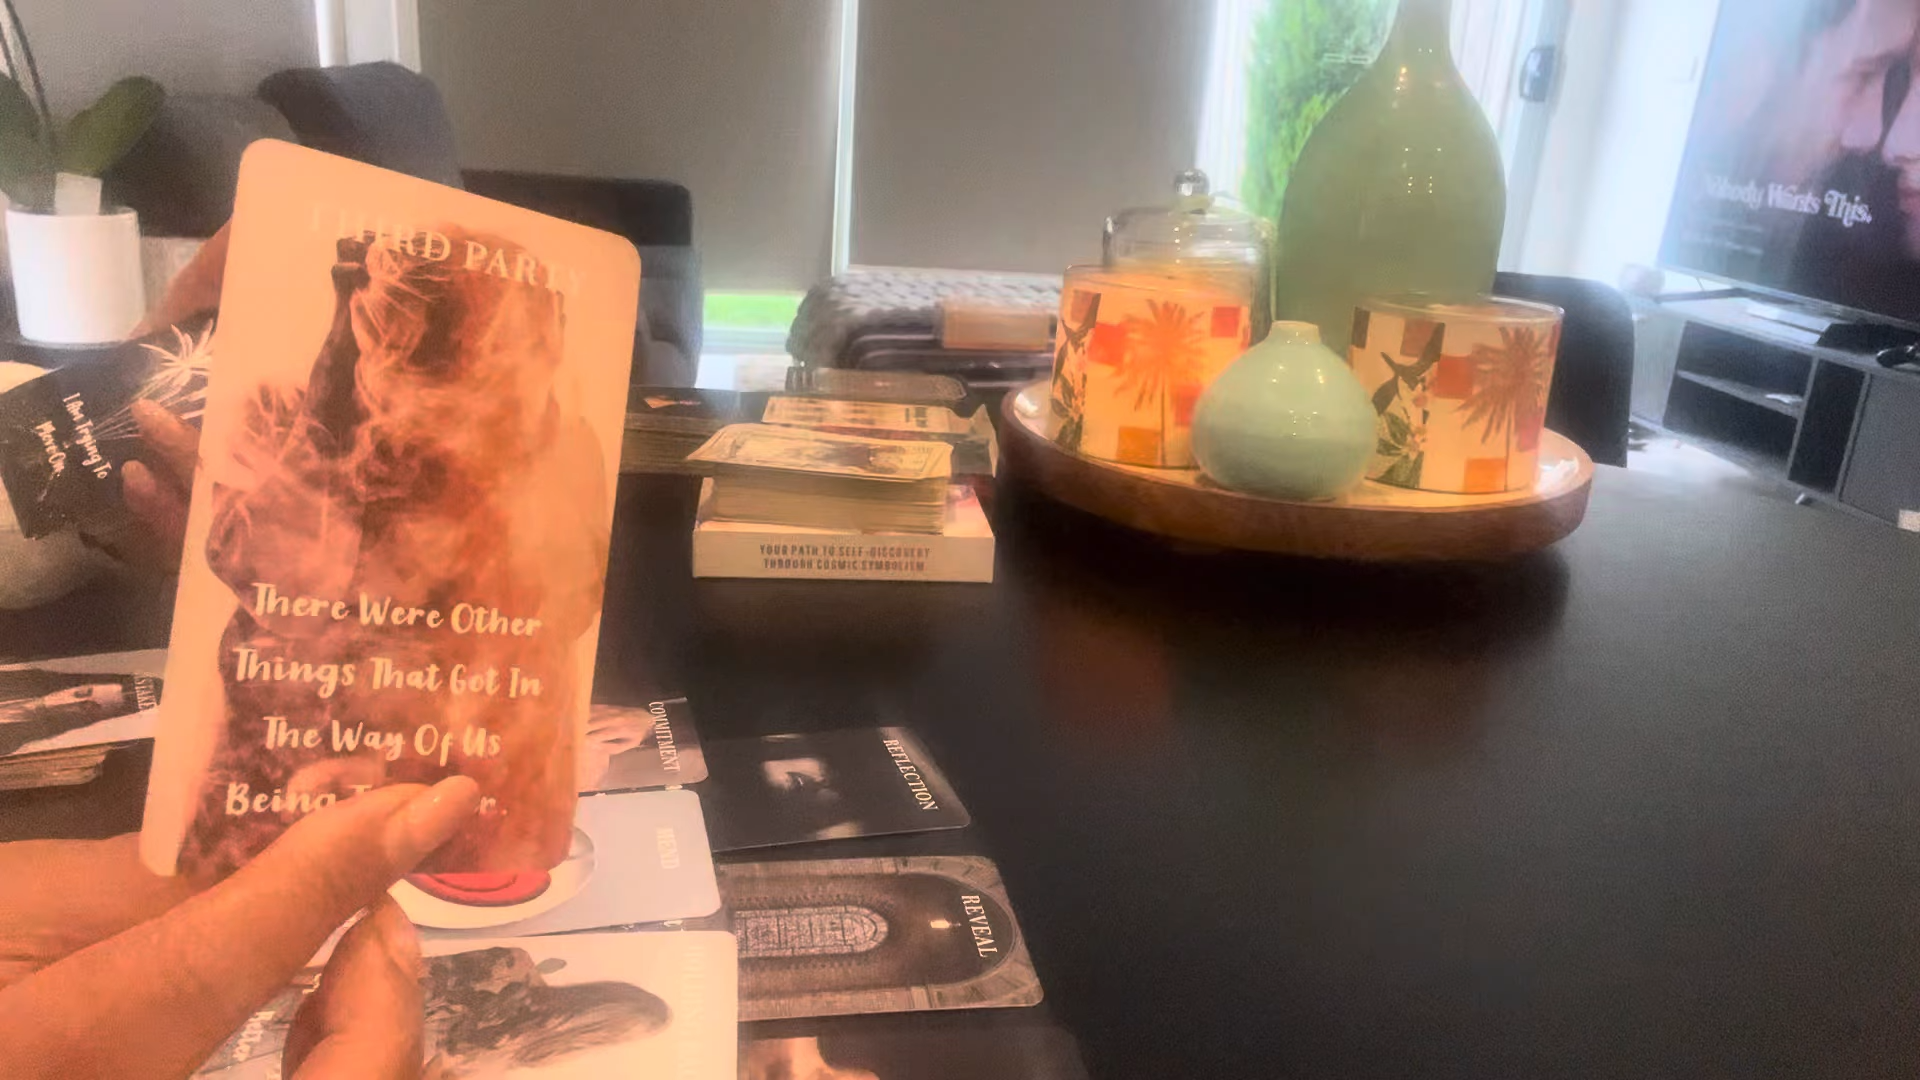 THIRD PARTY
There Were Other
Things That Got In
The Way Of Us
Being
I Am Trying To
Move On.
YOUR PATH TO SELF-DISCOVERY
THROUGH COSMIC SYMBOLISM
Nobody Wants This.
COMMITMENT
REFLECTION
MEND
REVEAL